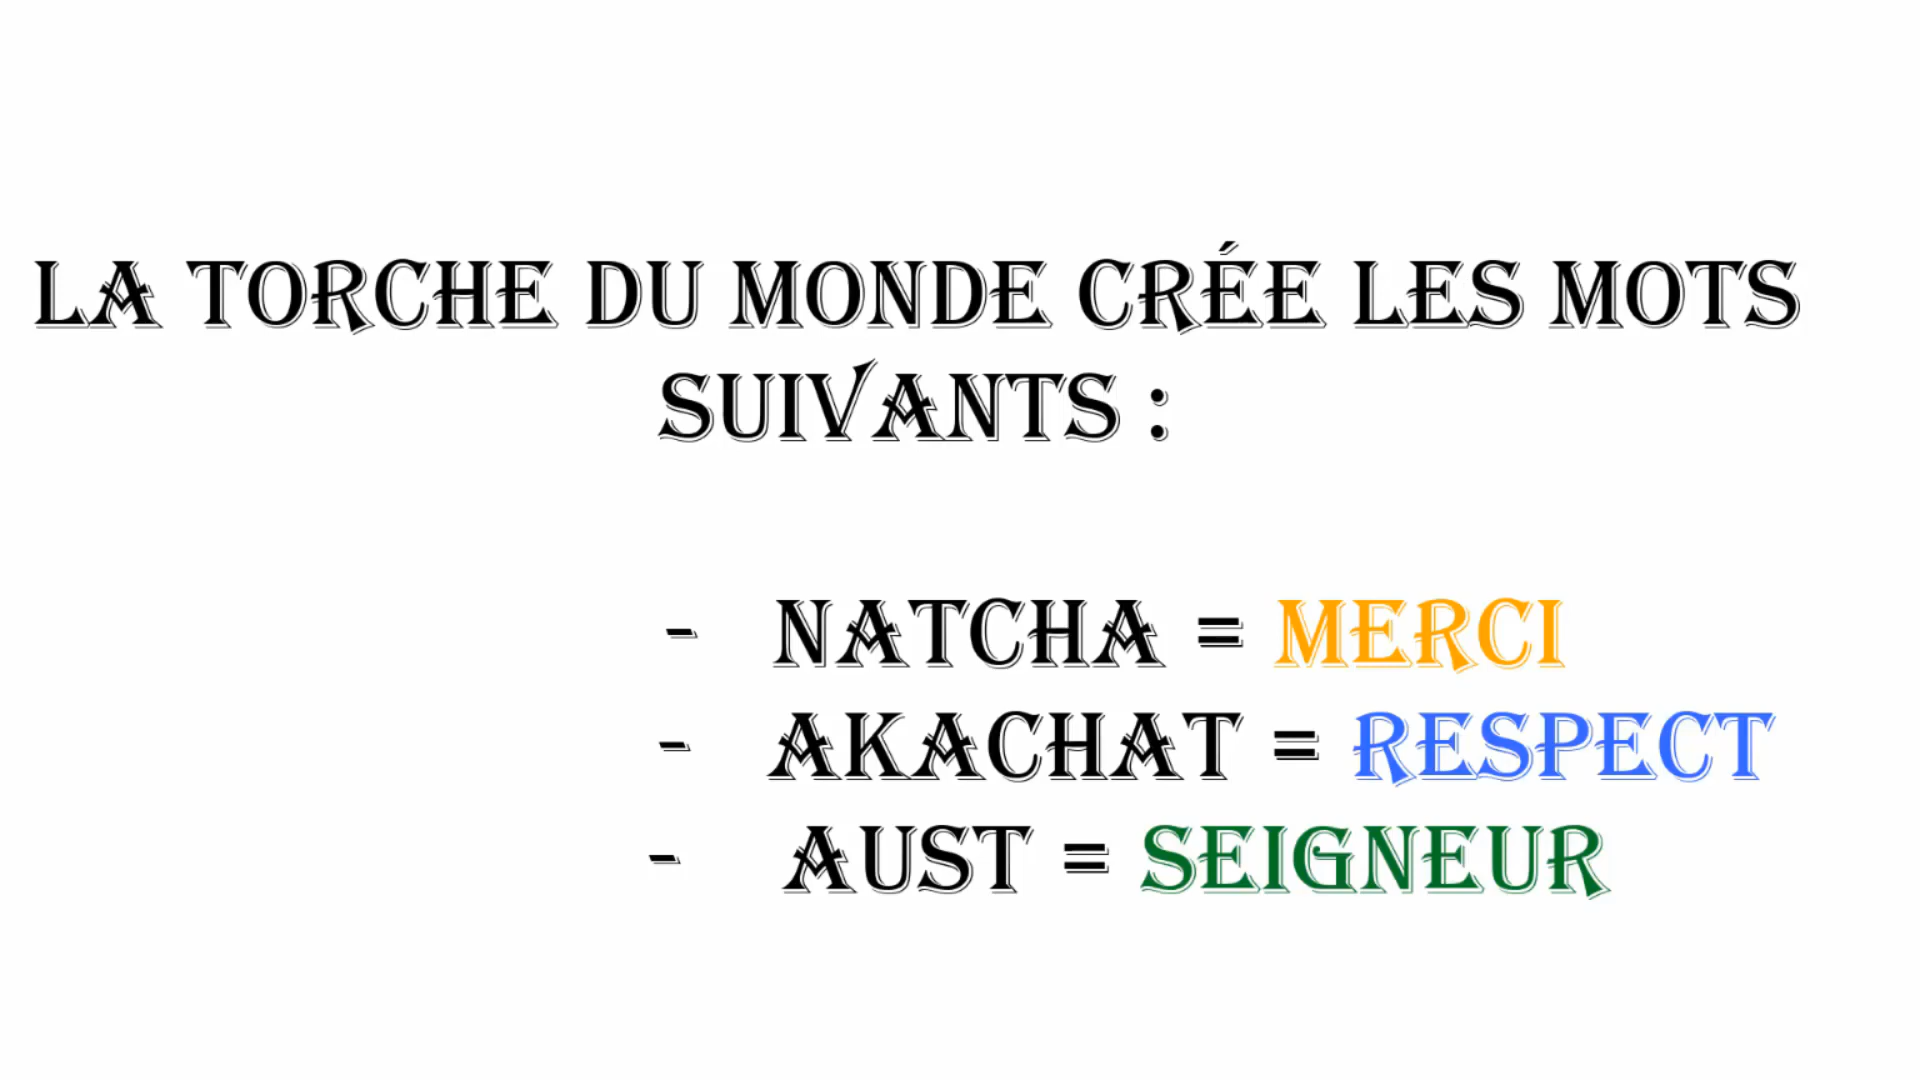 LA TORCHE DU MONDE CRÉE LES MOTS
SUIVANTS :
- NATCHA = MERCI
- AKACHAT = RESPECT
- AUST = SEIGNEUR